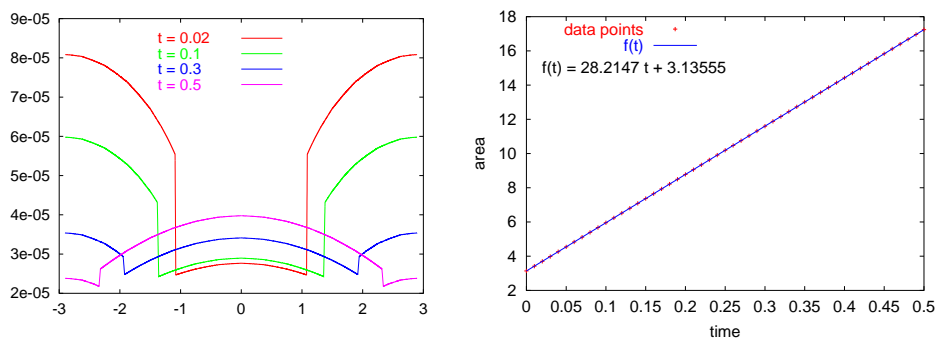 9e-05
8e-05
7e-05
6e-05
5e-05
4e-05
3e-05
2e-05
-3 -2 -1 0 1 2 3
t = 0.02
t = 0.1
t = 0.3
t = 0.5
18
16
14
12
10
8
6
4
2
area
0 0.05 0.1 0.15 0.2 0.25 0.3 0.35 0.4 0.45 0.5
time
data points
f(t)
f(t) = 28.2147 t + 3.13555